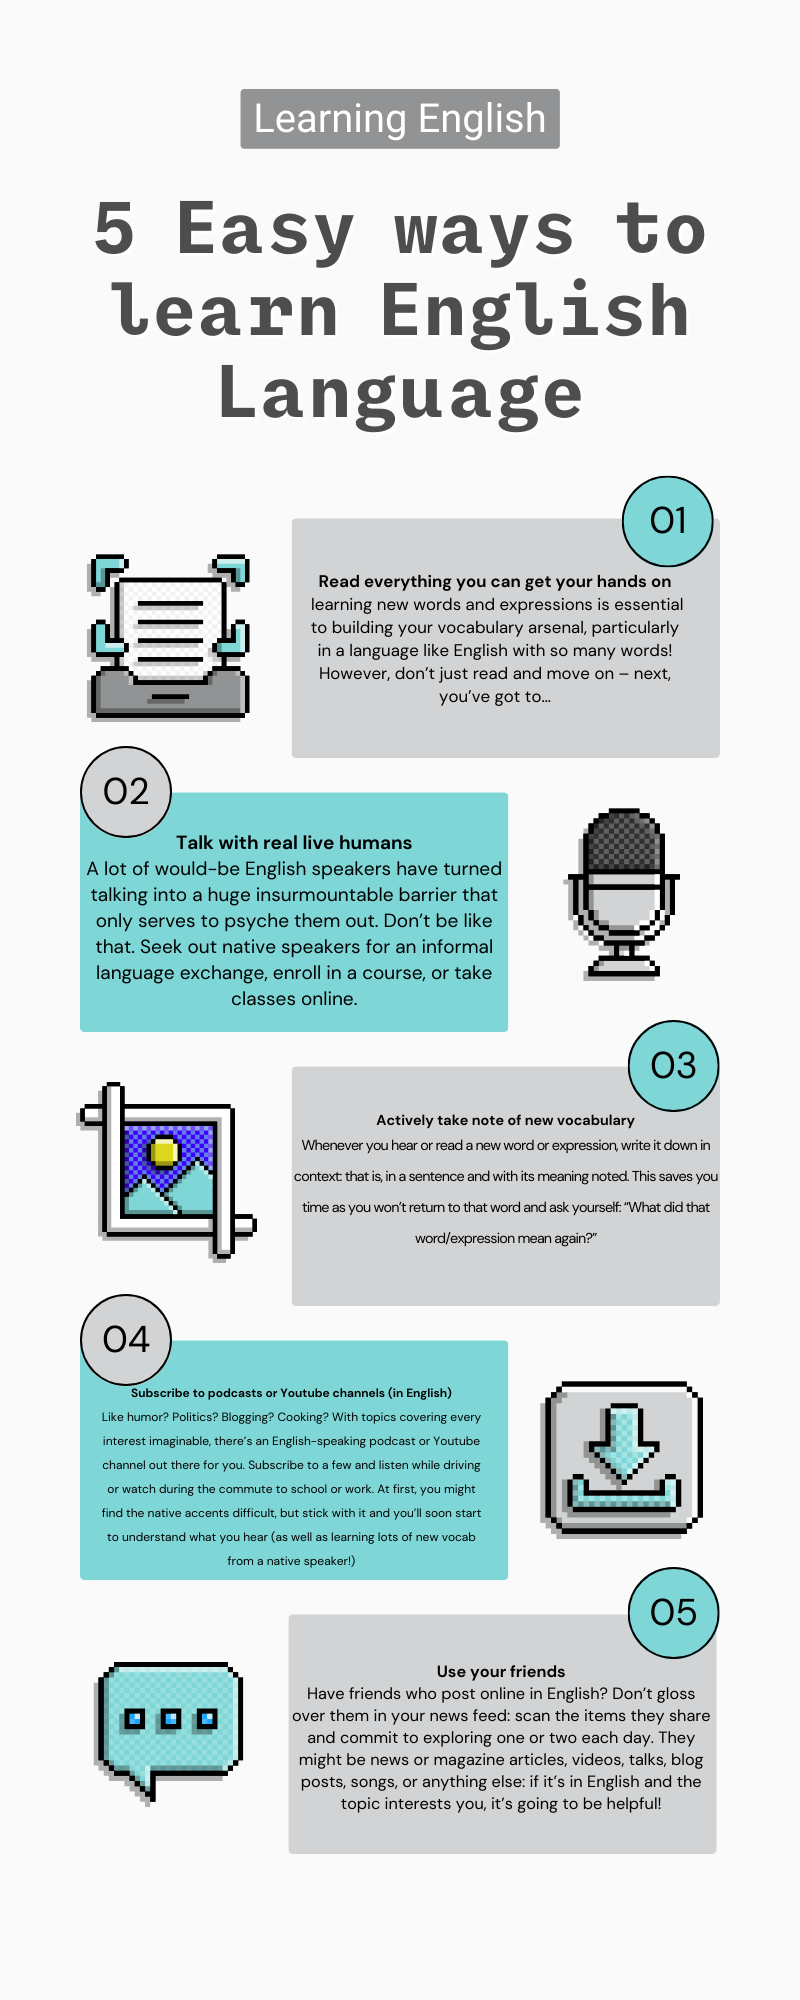 Learning English
5 Easy ways to
learn English
Language
01
Read everything you can get your hands on
learning new words and expressions is essential
to building your vocabulary arsenal, particularly
in a language like English with so many words!
However, don’t just read and move on – next,
you’ve got to…
02
Talk with real live humans
A lot of would-be English speakers have turned
talking into a huge insurmountable barrier that
only serves to psyche them out. Don’t be like
that. Seek out native speakers for an informal
language exchange, enroll in a course, or take
classes online.
03
Actively take note of new vocabulary
Whenever you hear or read a new word or expression, write it down in
context: that is, in a sentence and with its meaning noted. This saves you
time as you won’t return to that word and ask yourself: “What did that
word/expression mean again?”
04
Subscribe to podcasts or Youtube channels (in English)
Like humor? Politics? Blogging? Cooking? With topics covering every
interest imaginable, there’s an English-speaking podcast or Youtube
channel out there for you. Subscribe to a few and listen while driving
or watch during the commute to school or work. At first, you might
find the native accents difficult, but stick with it and you’ll soon start
to understand what you hear (as well as learning lots of new vocab
from a native speaker!)
05
Use your friends
Have friends who post online in English? Don’t gloss
over them in your news feed: scan the items they share
and commit to exploring one or two each day. They
might be news or magazine articles, videos, talks, blog
posts, songs, or anything else: if it’s in English and the
topic interests you, it’s going to be helpful!